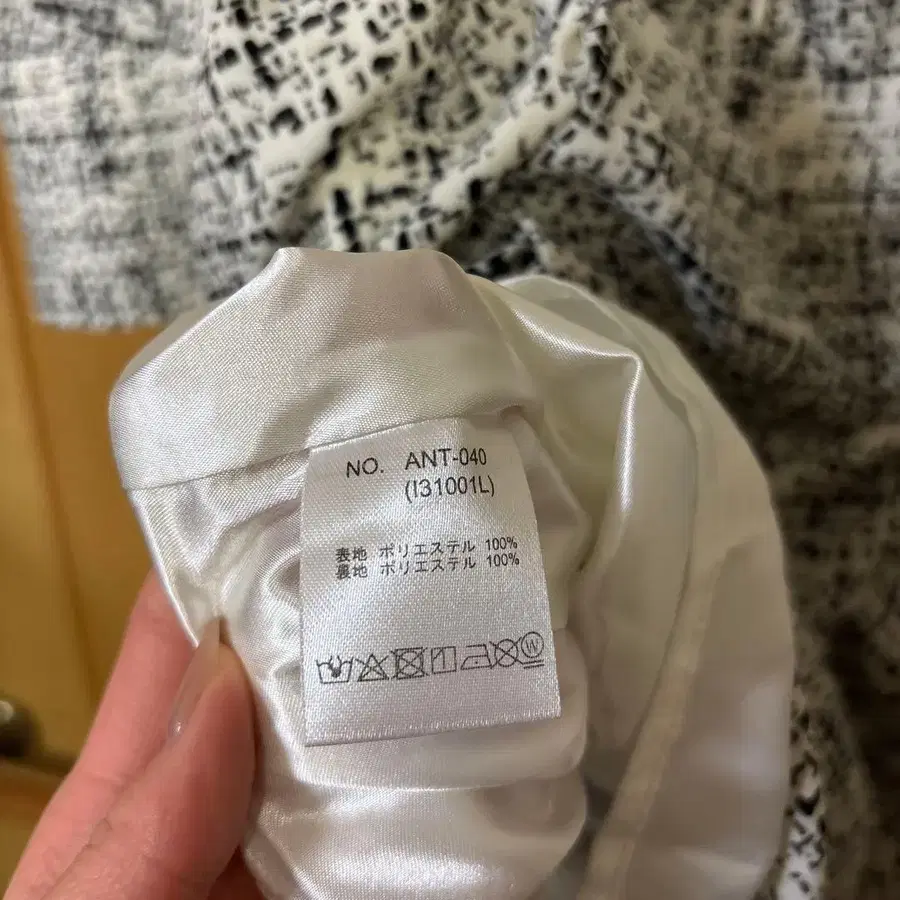 NO. ANT-040
(I31001L)
表地 ポリエステル 100%
裏地 ポリエステル 100%
W